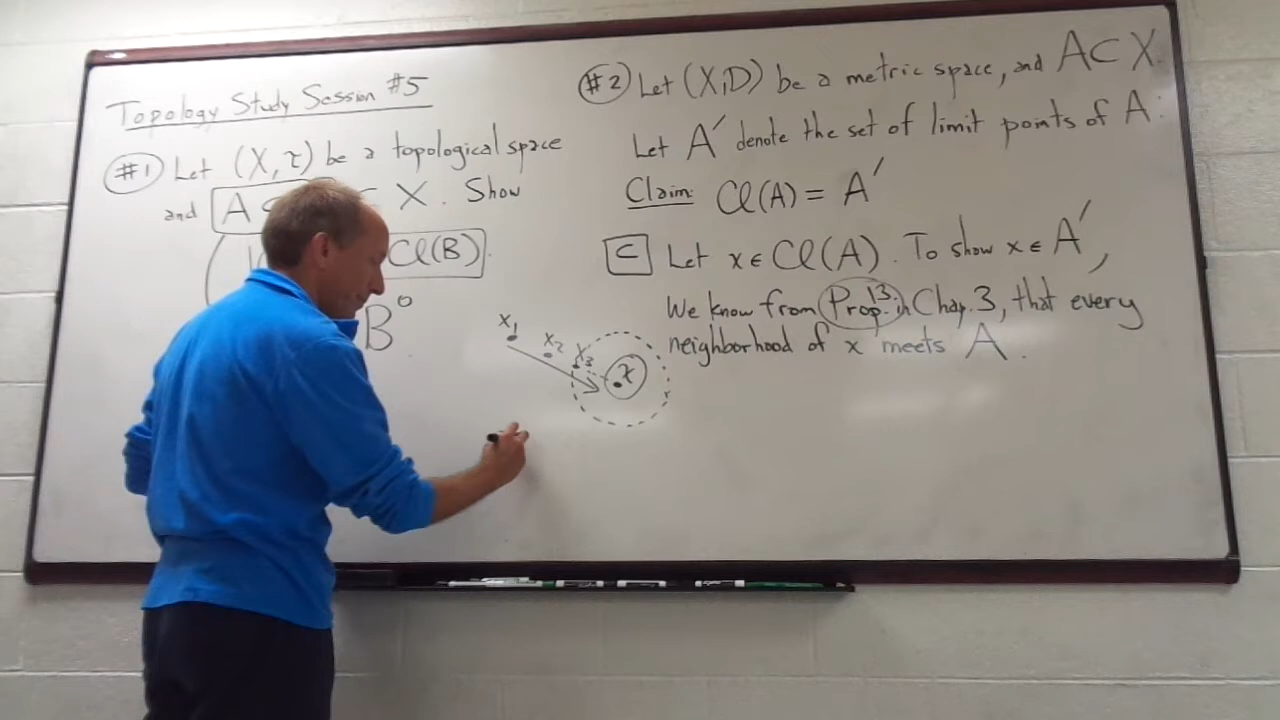 Topology Study Session #5
#1 Let (X,τ) be a topological space
and A ⊂ X. Show
Cl(B).
B°
x₁
x₂
x₃
x
#2 Let (X,D) be a metric space, and A⊂X.
Let A′ denote the set of limit points of A.
Claim: Cl(A) = A′
⊂ Let x∈Cl(A). To show x∈A′,
We know from Prop. 13 in Chap. 3, that every
neighborhood of x meets A.